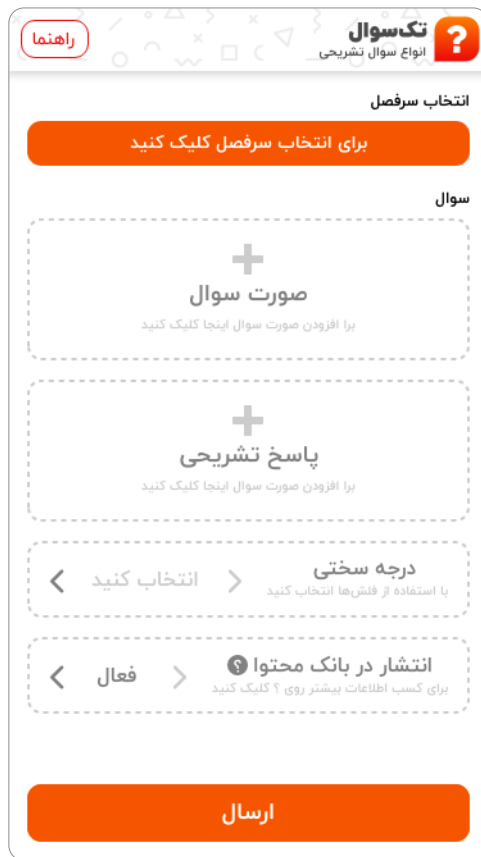 تک‌سوال
انواع سوال تشریحی
راهنما
انتخاب سرفصل
برای انتخاب سرفصل کلیک کنید
سوال
صورت سوال
برا افزودن صورت سوال اینجا کلیک کنید
پاسخ تشریحی
برا افزودن صورت سوال اینجا کلیک کنید
درجه سختی
با استفاده از فلش‌ها انتخاب کنید
انتخاب کنید
انتشار در بانک محتوا ؟
برای کسب اطلاعات بیشتر روی ؟ کلیک کنید
فعال
ارسال